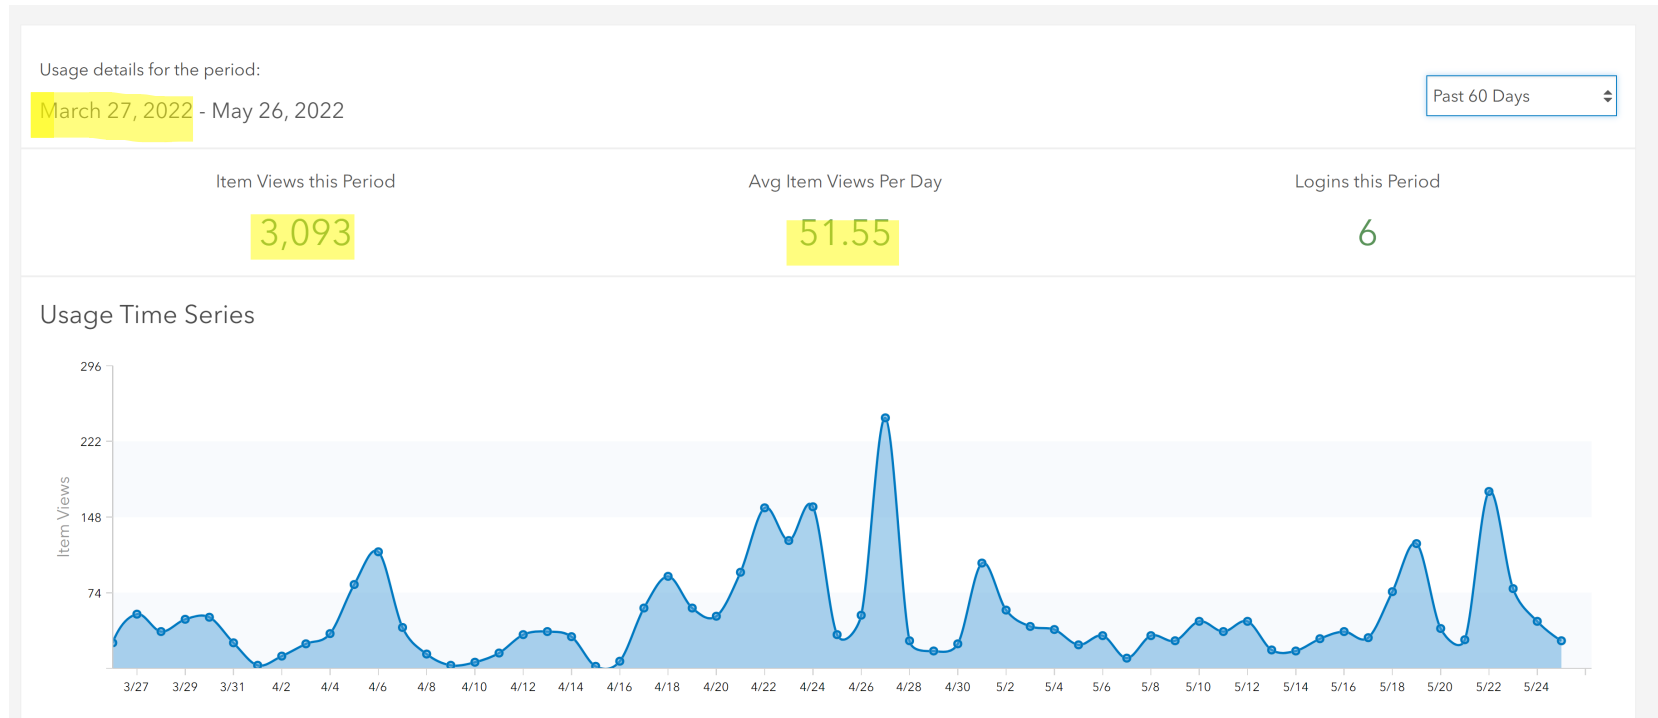 Usage details for the period:
March 27, 2022 - May 26, 2022
Past 60 Days
Item Views this Period
3,093
Avg Item Views Per Day
51.55
Logins this Period
6
Usage Time Series
296
222
148
74
Item Views
3/27 3/29 3/31 4/2 4/4 4/6 4/8 4/10 4/12 4/14 4/16 4/18 4/20 4/22 4/24 4/26 4/28 4/30 5/2 5/4 5/6 5/8 5/10 5/12 5/14 5/16 5/18 5/20 5/22 5/24